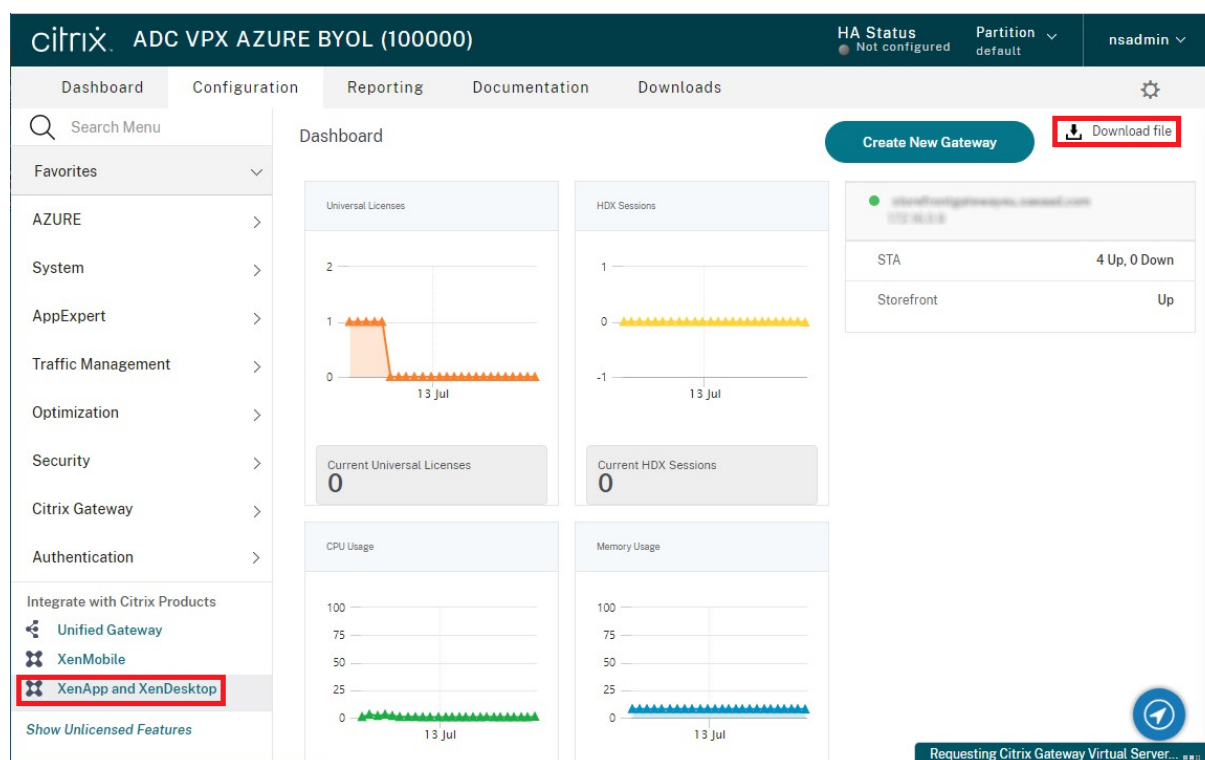 citrix. ADC VPX AZURE BYOL (100000)
HA Status
Not configured
Partition
default
nsadmin
Dashboard Configuration Reporting Documentation Downloads
Search Menu
Favorites
AZURE
System
AppExpert
Traffic Management
Optimization
Security
Citrix Gateway
Authentication
Integrate with Citrix Products
Unified Gateway
XenMobile
XenApp and XenDesktop
Show Unlicensed Features
Dashboard
Create New Gateway
Download file
Universal Licenses
2
1
0
13 Jul
Current Universal Licenses
0
HDX Sessions
1
0
-1
13 Jul
Current HDX Sessions
0
STA 4 Up, 0 Down
Storefront Up
CPU Usage
100
75
50
25
0
13 Jul
Memory Usage
100
75
50
25
0
13 Jul
Requesting Citrix Gateway Virtual Server...